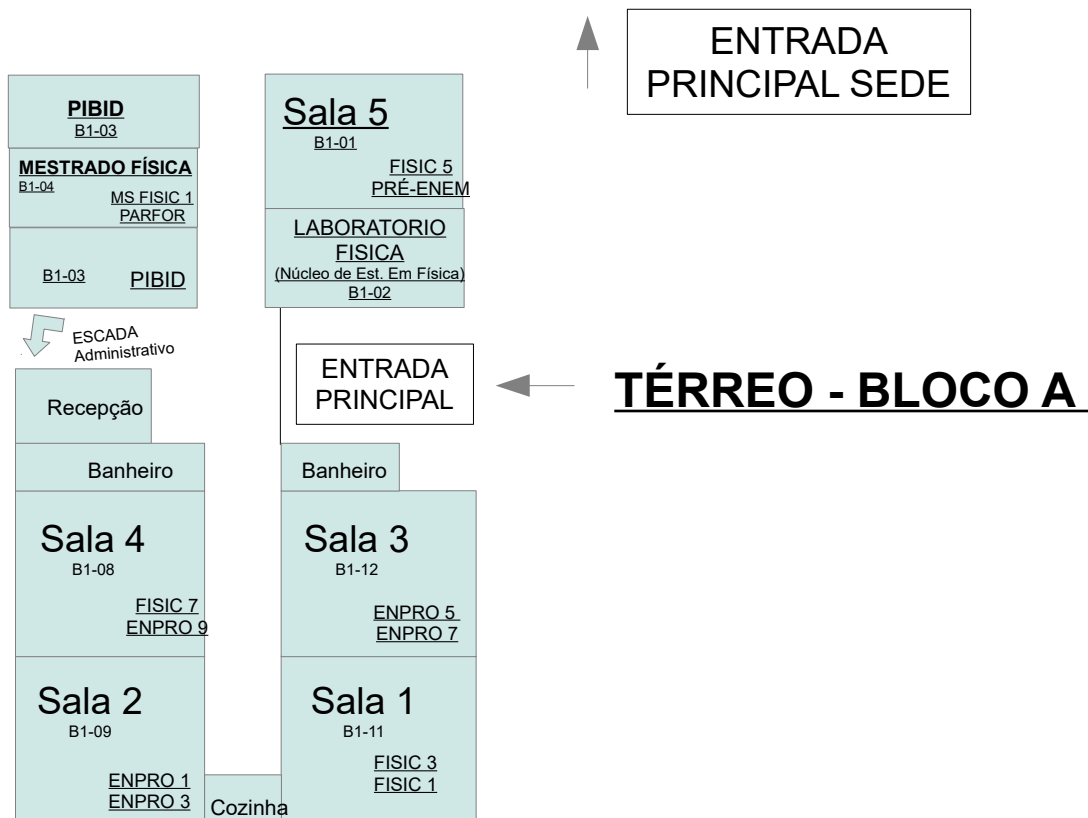 ENTRADA
PRINCIPAL SEDE
PIBID
B1-03
MESTRADO FÍSICA
B1-04
MS FISIC 1
PARFOR
B1-03 PIBID
Sala 5
B1-01
FISIC 5
PRÉ-ENEM
LABORATORIO
FISICA
(Núcleo de Est. Em Física)
B1-02
ESCADA
Administrativo
ENTRADA
PRINCIPAL
TÉRREO - BLOCO A
Recepção
Banheiro
Banheiro
Sala 4
B1-08
FISIC 7
ENPRO 9
Sala 3
B1-12
ENPRO 5
ENPRO 7
Sala 2
B1-09
ENPRO 1
ENPRO 3
Sala 1
B1-11
FISIC 3
FISIC 1
Cozinha